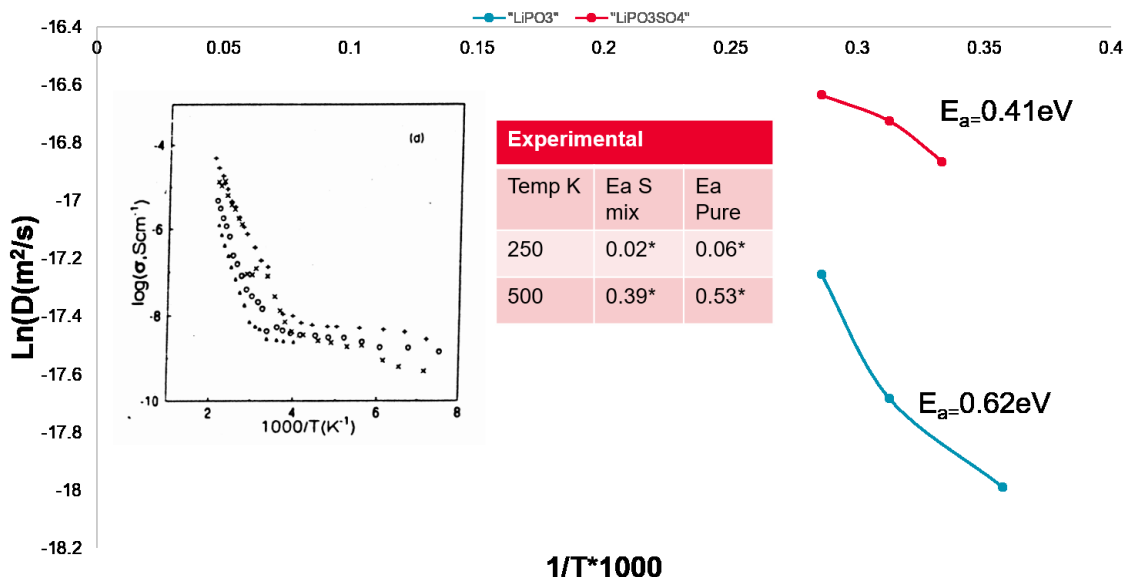 "LiPO3" "LiPO3SO4"
-16.4
0 0.05 0.1 0.15 0.2 0.25 0.3 0.35 0.4
-16.6
-16.8
-17
-17.2
-17.4
-17.6
-17.8
-18
-18.2
Ln(D(m²/s)
1/T*1000
(d)
-4
-6
-8
-10
log(σ,Scm⁻¹)
2 4 6 8
1000/T(K⁻¹)
Experimental
Temp K Ea S mix Ea Pure
250 0.02* 0.06*
500 0.39* 0.53*
Eₐ₌0.41eV
Eₐ₌0.62eV